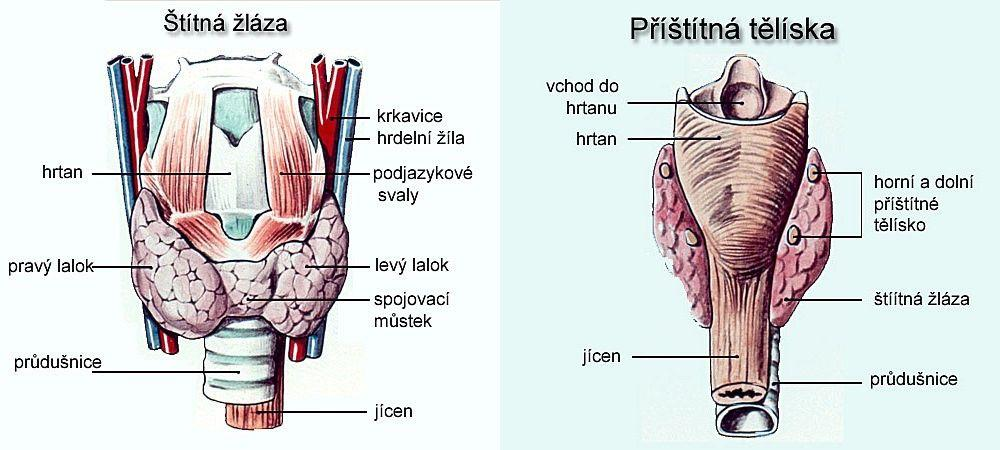 Štítná žláza
krkavice
hrdelní žíla
hrtan
podjazykové
svaly
pravý lalok
levý lalok
spojovací
můstek
průdušnice
jícen
Příštítná tělíska
vchod do
hrtanu
hrtan
horní a dolní
příštítné
tělísko
štíítná žláza
jícen
průdušnice